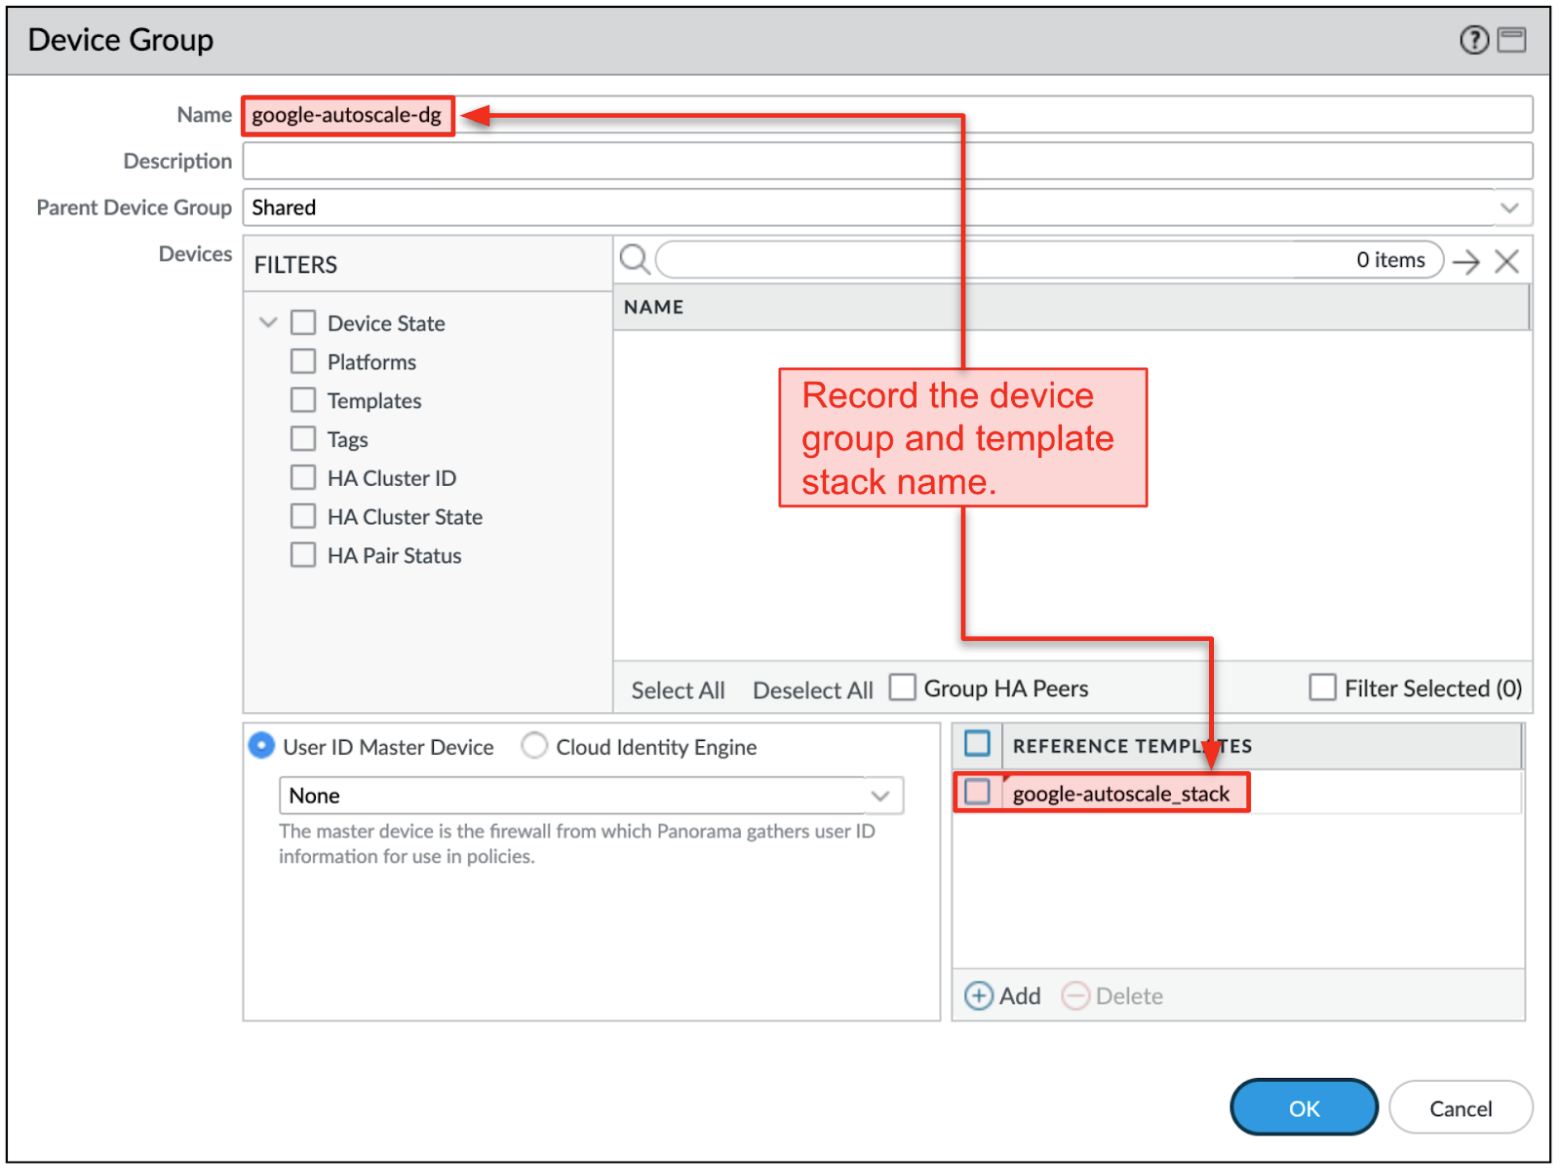 Device Group
?
Name google-autoscale-dg
Description
Parent Device Group Shared
Devices
FILTERS
0 items
NAME
Device State
Platforms
Templates
Tags
HA Cluster ID
HA Cluster State
HA Pair Status
Record the device
group and template
stack name.
Select All Deselect All Group HA Peers Filter Selected (0)
User ID Master Device Cloud Identity Engine
None
The master device is the firewall from which Panorama gathers user ID
information for use in policies.
REFERENCE TEMPLATES
google-autoscale_stack
Add Delete
OK Cancel